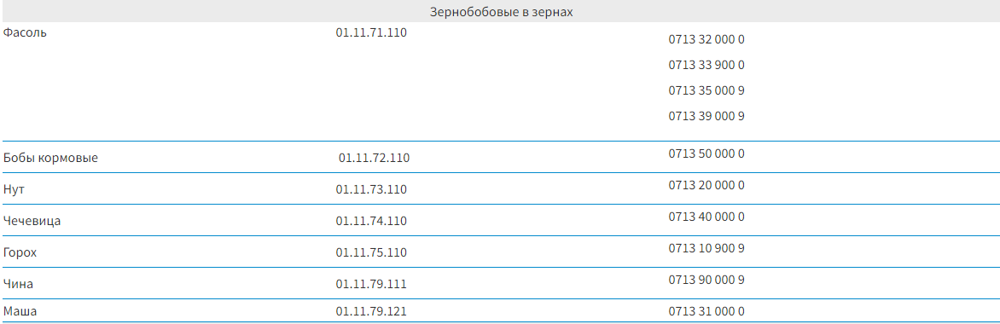 Зернобобовые в зернах
Фасоль 01.11.71.110 0713 32 000 0
0713 33 900 0
0713 35 000 9
0713 39 000 9
Бобы кормовые 01.11.72.110 0713 50 000 0
Нут 01.11.73.110 0713 20 000 0
Чечевица 01.11.74.110 0713 40 000 0
Горох 01.11.75.110 0713 10 900 9
Чина 01.11.79.111 0713 90 000 9
Маша 01.11.79.121 0713 31 000 0